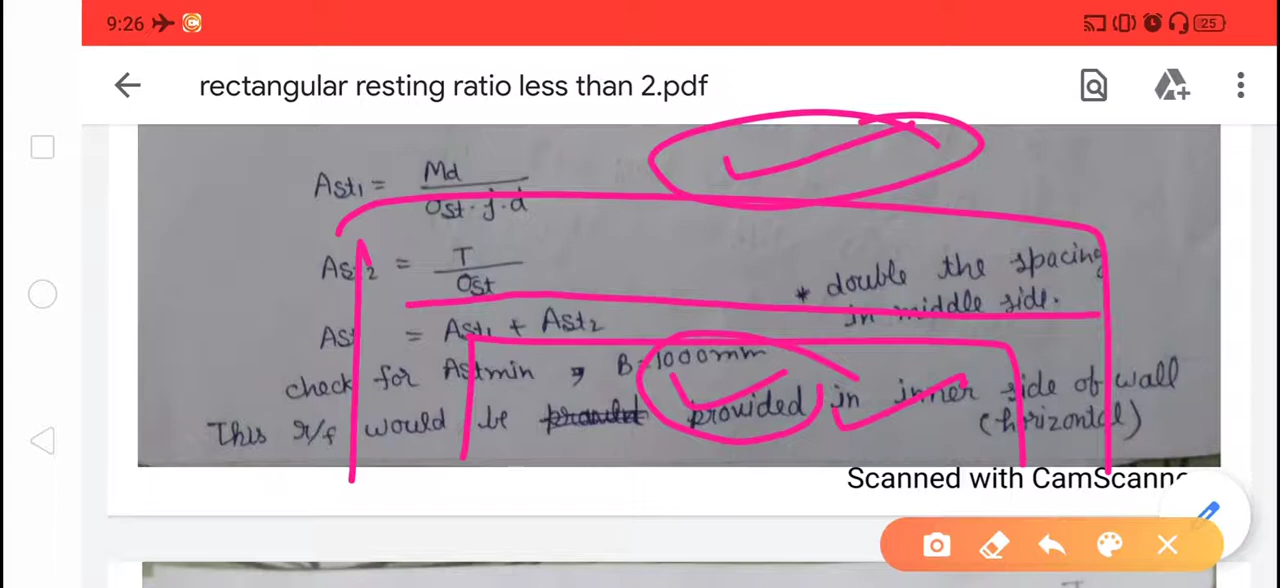 9:26
25
rectangular resting ratio less than 2.pdf
Ast1 = Md / σst · j · d
Ast2 = T / σst
* double the spacing
in middle side.
Ast = Ast1 + Ast2
check for Astmin , B = 1000mm
This r/f would be provided in inner side of wall
(horizontal)
Scanned with CamScanne